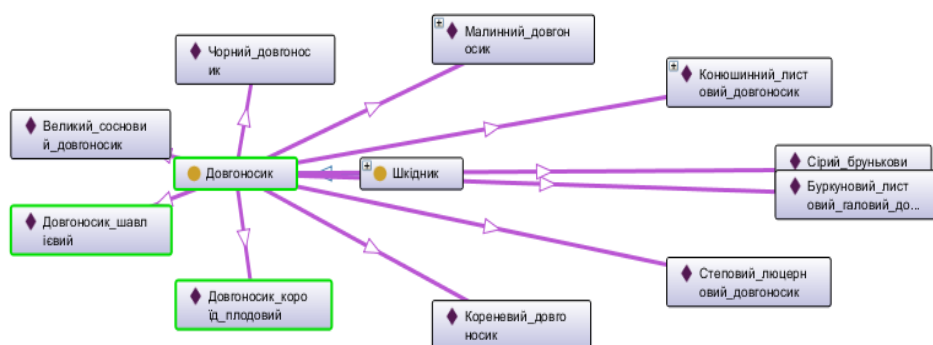 Малинний_довгон
осик
Чорний_довгонос
ик
Конюшинний_лист
овий_довгоносик
Великий_соснови
й_довгоносик
Сірий_брунькови
Довгоносик
Шкідник
Буркуновий_лист
овий_галовий_до...
Довгоносик_шавл
ієвий
Степовий_люцерн
овий_довгоносик
Довгоносик_коро
їд_плодовий
Кореневий_довго
носик